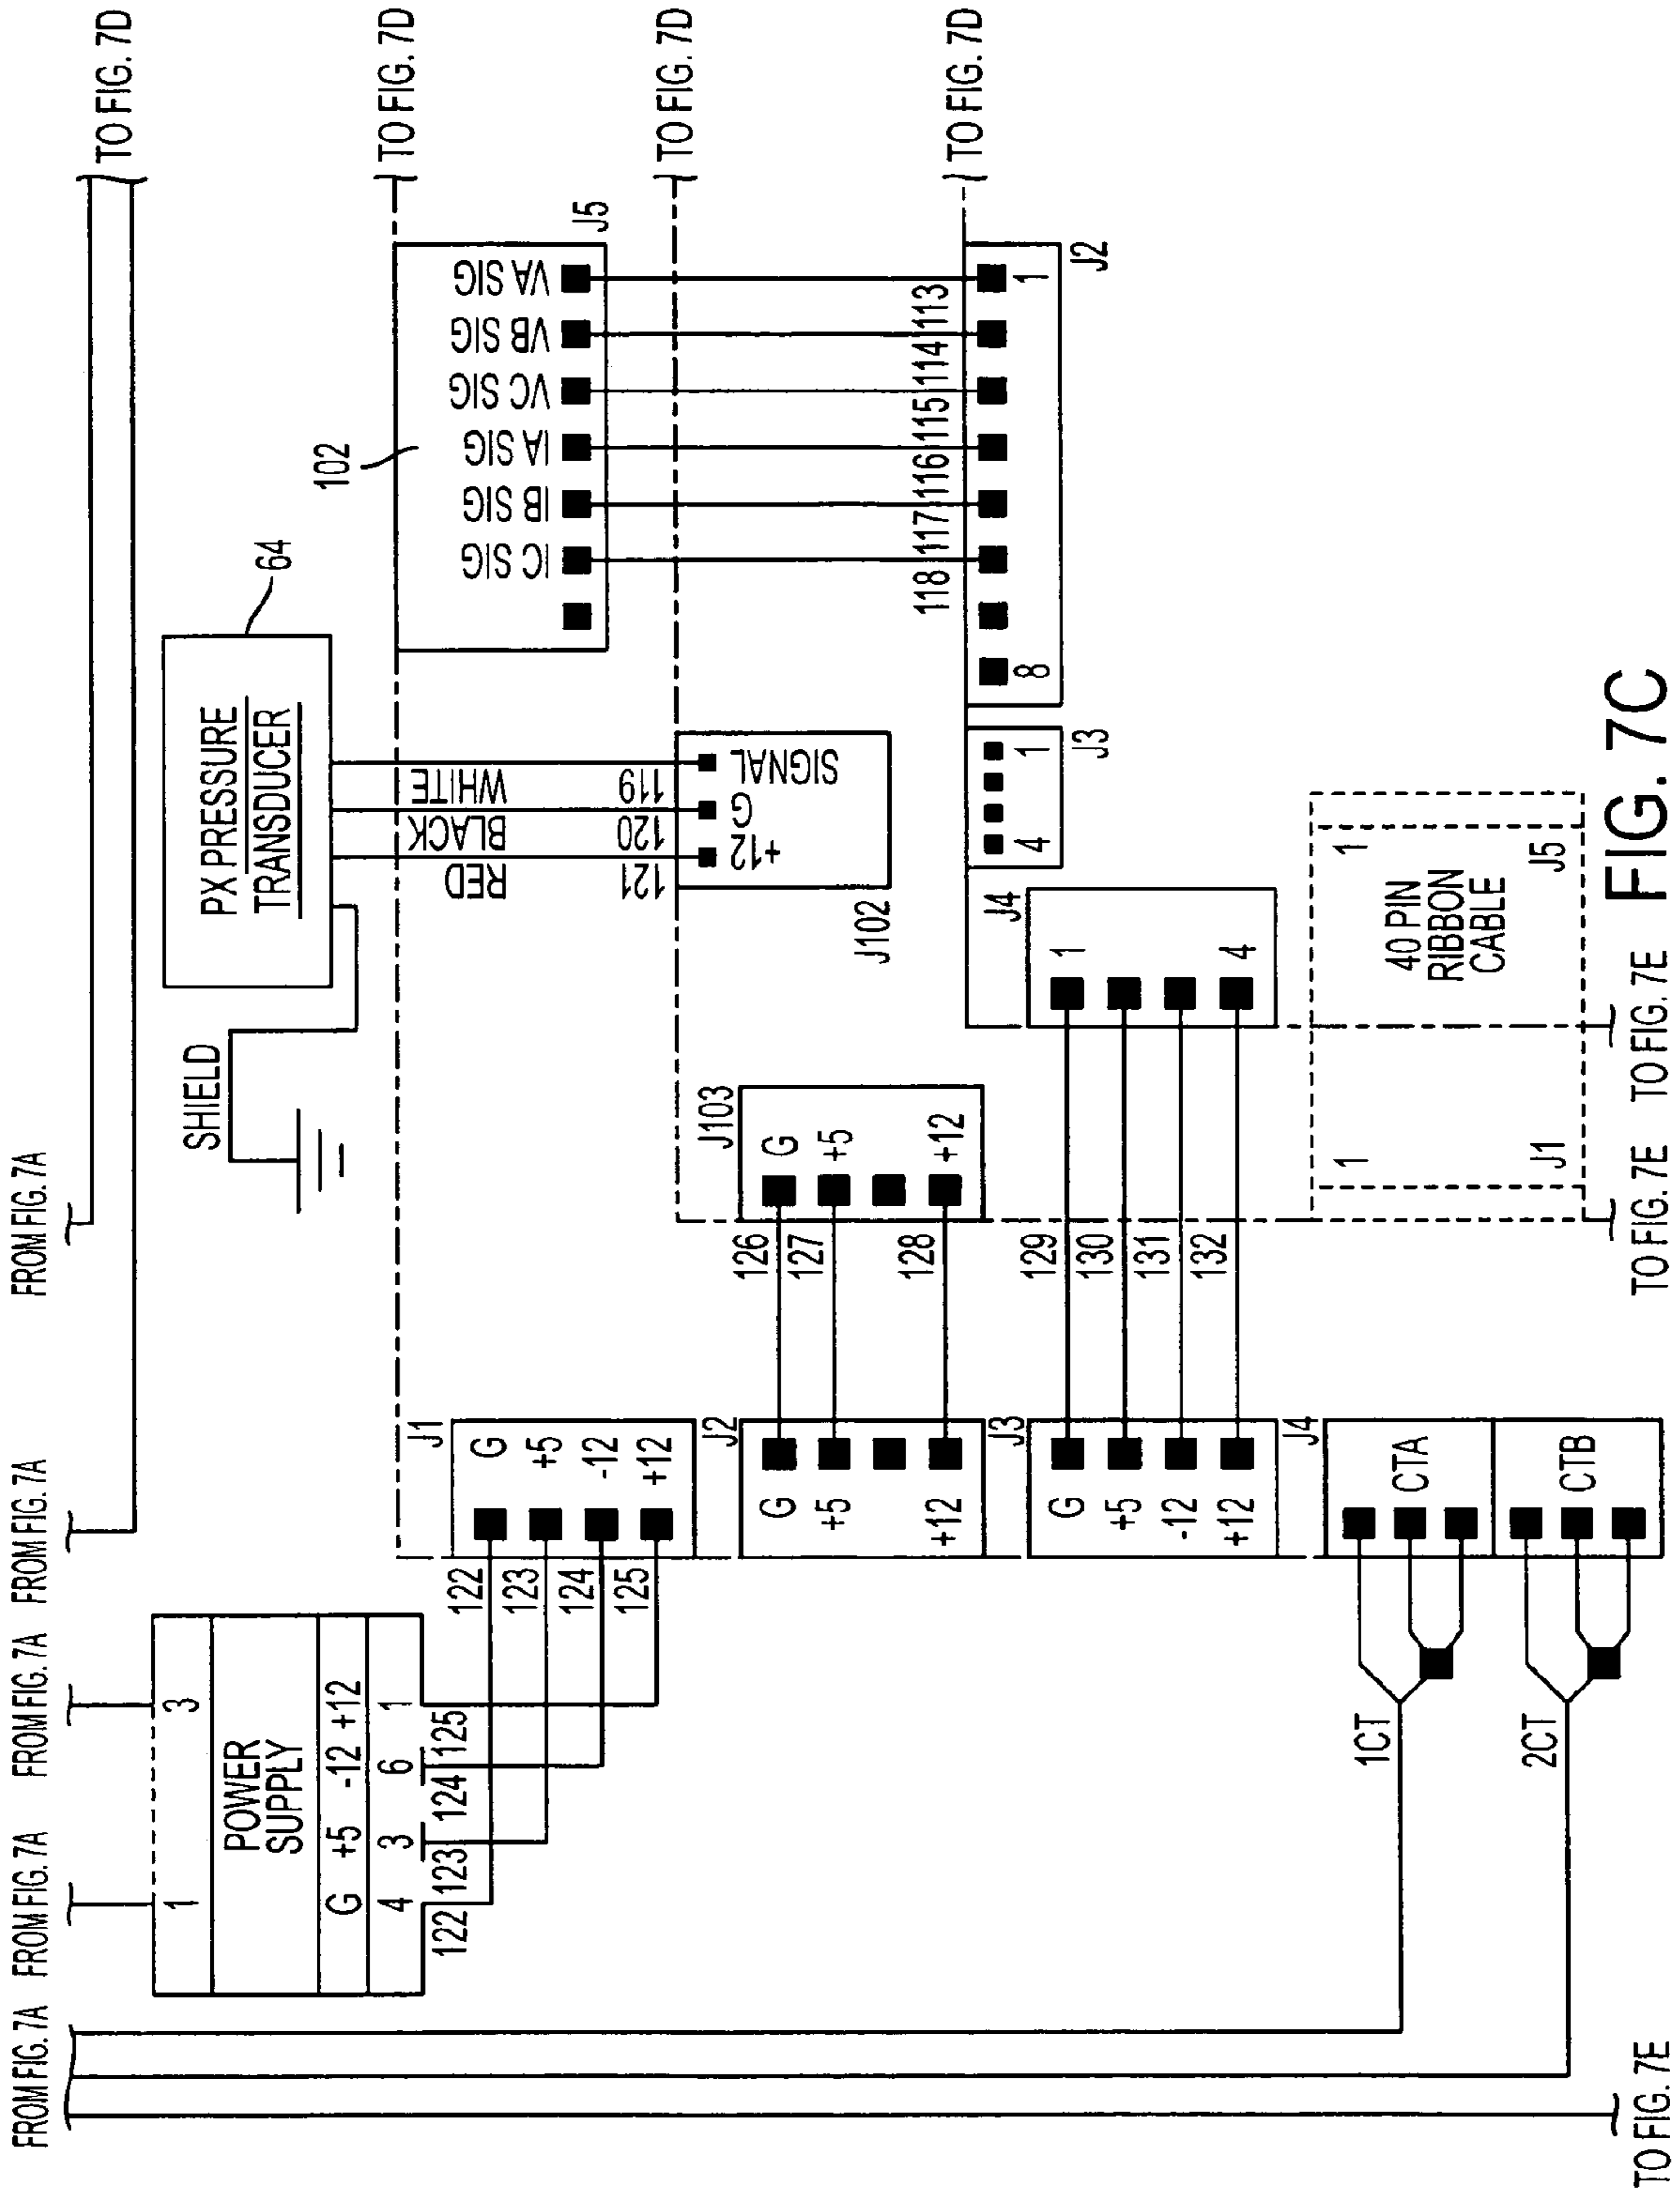 FROM FIG. 7A
FROM FIG. 7A
FROM FIG. 7A
FROM FIG. 7A
FROM FIG. 7A
TO FIG. 7D
1
3
POWER
SUPPLY
G
+5
-12
+12
4
3
6
1
122
123
124
125
SHIELD
PX PRESSURE
TRANSDUCER
64
102
TO FIG. 7D
122
123
124
125
J1
G
+5
-12
+12
RED
BLACK
WHITE
121
120
119
IC SIG
IB SIG
IA SIG
VC SIG
VB SIG
VA SIG
J5
TO FIG. 7D
J2
G
+5
+12
126
127
128
J103
G
+5
+12
+12
G
SIGNAL
J102
118
117
116
115
114
113
TO FIG. 7D
J3
G
+5
-12
+12
129
130
131
132
J4
1
4
4
1
J3
8
1
J2
J4
CTA
CTB
1CT
2CT
1
J1
40 PIN
RIBBON
CABLE
1
J5
TO FIG. 7E
TO FIG. 7E
TO FIG. 7E
FIG. 7C